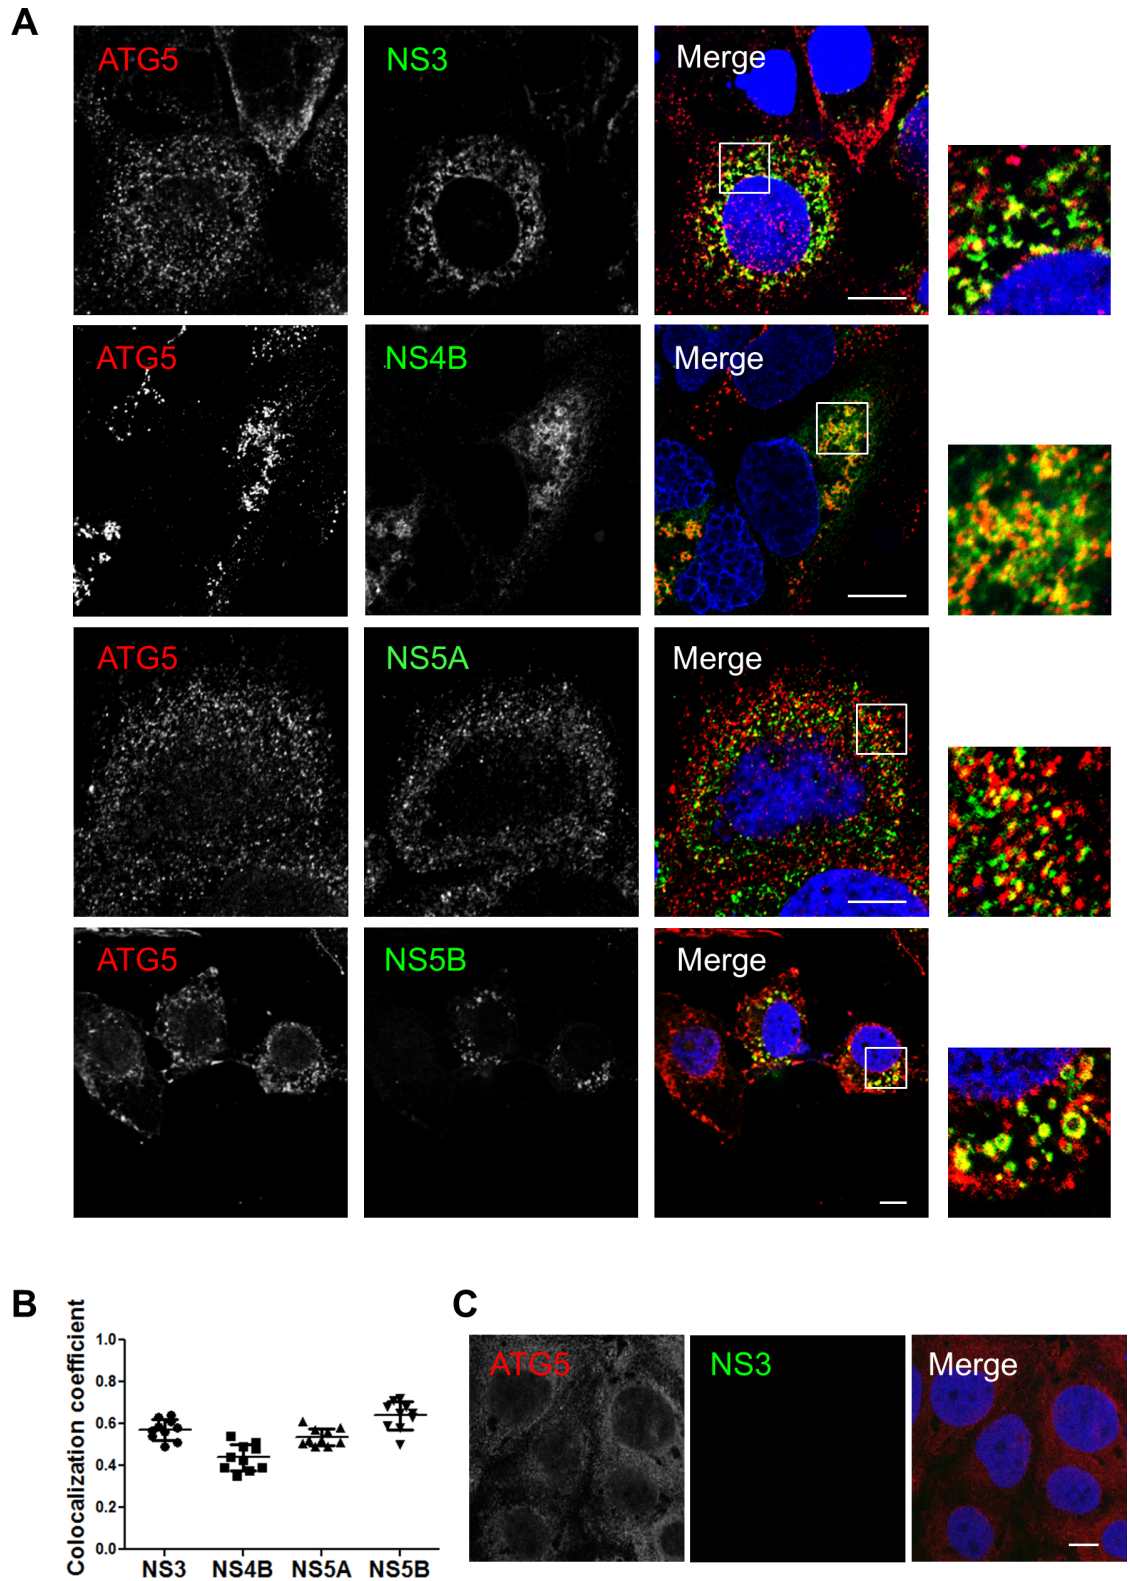 A
ATG5 NS3 Merge
ATG5 NS4B Merge
ATG5 NS5A Merge
ATG5 NS5B Merge
B
Colocalization coefficient
1.0
0.8
0.6
0.4
0.2
0.0
NS3 NS4B NS5A NS5B
C
ATG5 NS3 Merge